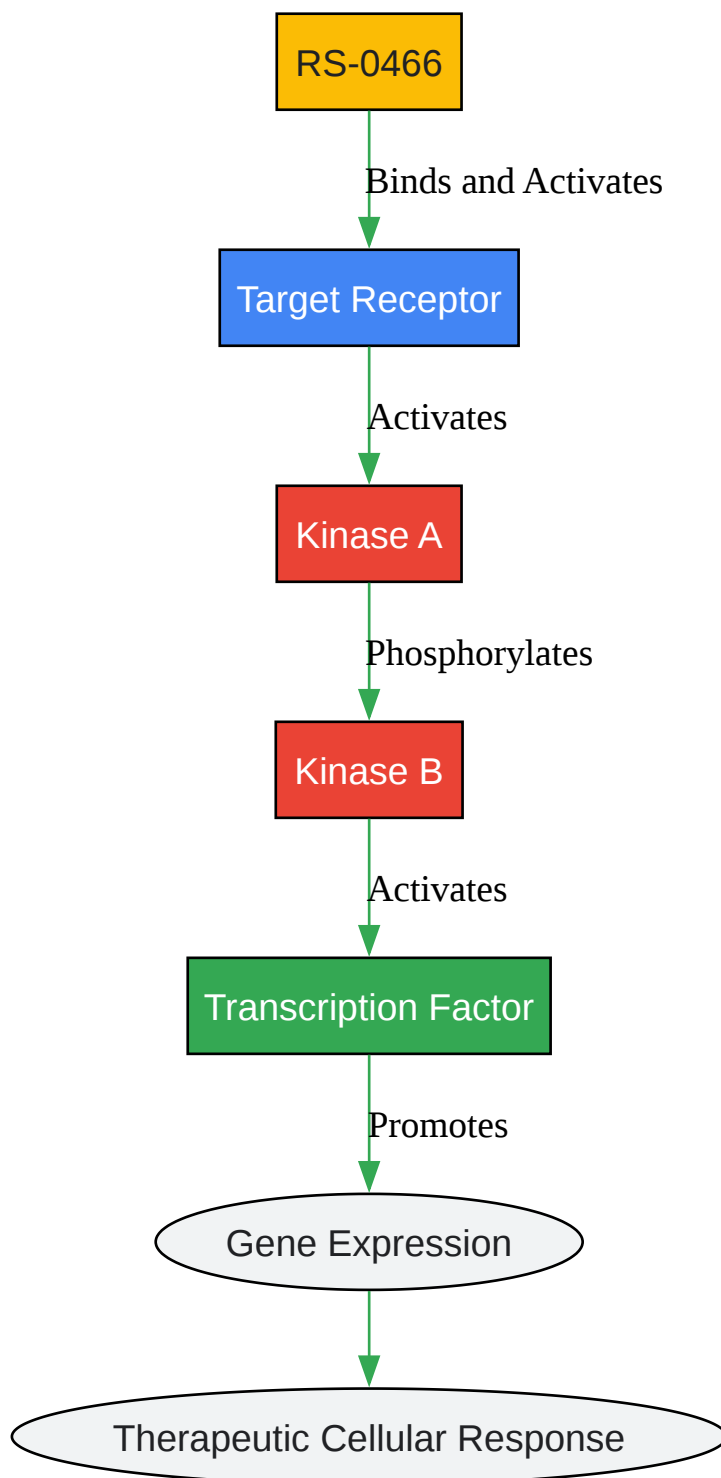 RS-0466
Binds and Activates
Target Receptor
Activates
Kinase A
Phosphorylates
Kinase B
Activates
Transcription Factor
Promotes
Gene Expression
Therapeutic Cellular Response